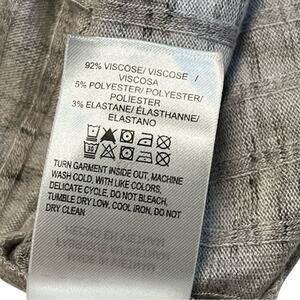 92% VISCOSE/ VISCOSE /
VISCOSA
5% POLYESTER/ POLYESTER/
POLIESTER
3% ELASTANE/ ÉLASTHANNE/
ELASTANO
TURN GARMENT INSIDE OUT, MACHINE
WASH COLD, WITH LIKE COLORS,
DELICATE CYCLE, DO NOT BLEACH,
TUMBLE DRY LOW, COOL IRON, DO NOT
DRY CLEAN